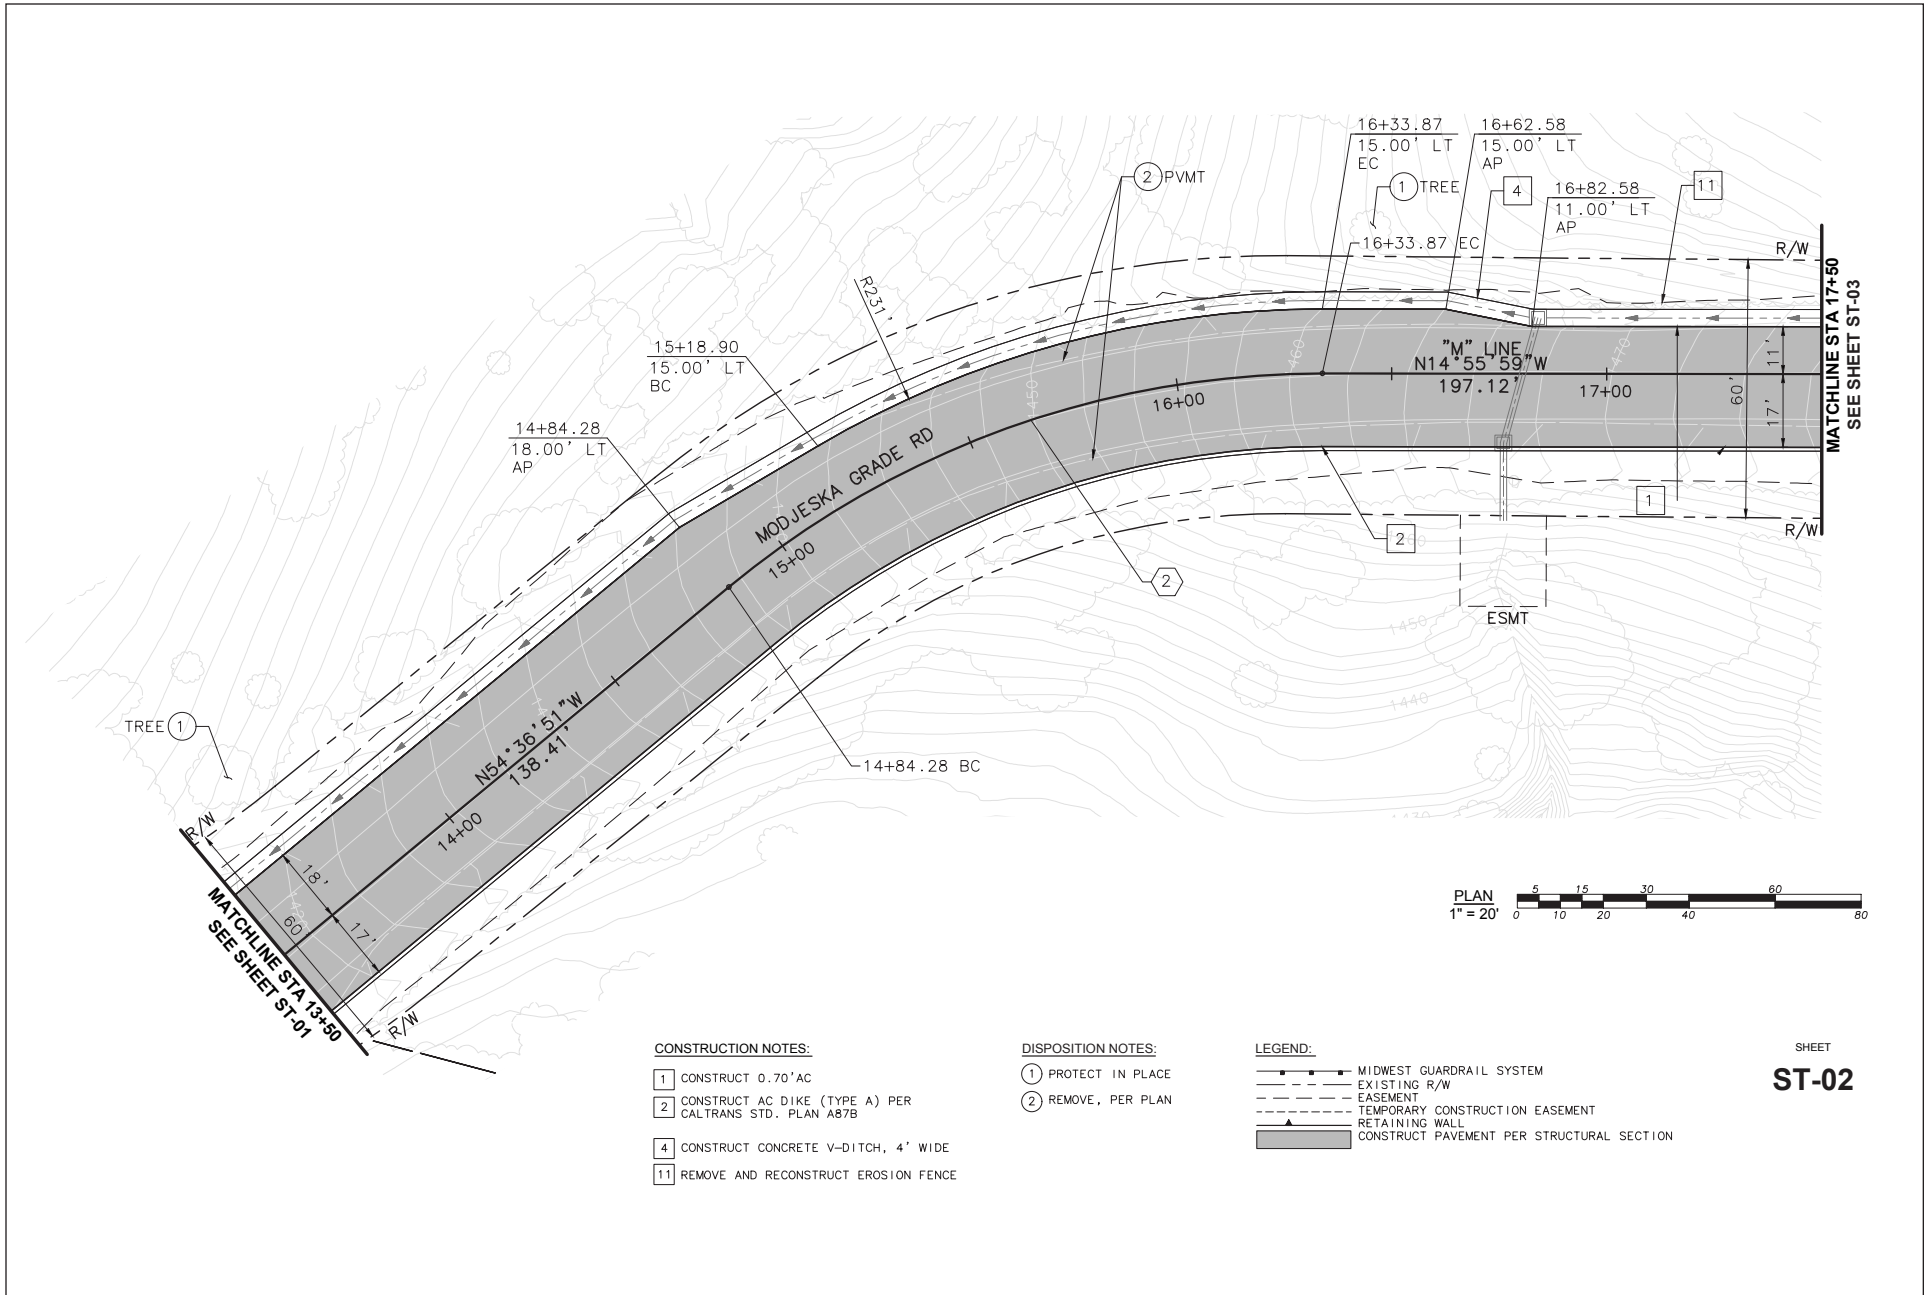 16+33.87
15.00' LT
EC
16+62.58
15.00' LT
AP
2 PVMT
1 TREE
4
16+82.58
11.00' LT
AP
11
16+33.87 EC
R/W
R231'
15+18.90
15.00' LT
BC
14+84.28
18.00' LT
AP
MODJESKA GRADE RD
"M" LINE
N14°55'59"W
197.12'
460
470
1450
16+00
17+00
15+00
11'
17'
60'
MATCHLINE STA 17+50
SEE SHEET ST-03
1
2
R/W
2
ESMT
1450
1440
N54°36'51"W
138.41'
14+84.28 BC
TREE 1
14+00
R/W
18'
17'
60'
MATCHLINE STA 13+50
SEE SHEET ST-01
R/W
PLAN
1" = 20'
5 15 30 60
0 10 20 40 80
CONSTRUCTION NOTES:
1 CONSTRUCT 0.70'AC
2 CONSTRUCT AC DIKE (TYPE A) PER
CALTRANS STD. PLAN A87B
4 CONSTRUCT CONCRETE V-DITCH, 4' WIDE
11 REMOVE AND RECONSTRUCT EROSION FENCE
DISPOSITION NOTES:
1 PROTECT IN PLACE
2 REMOVE, PER PLAN
LEGEND:
MIDWEST GUARDRAIL SYSTEM
EXISTING R/W
EASEMENT
TEMPORARY CONSTRUCTION EASEMENT
RETAINING WALL
CONSTRUCT PAVEMENT PER STRUCTURAL SECTION
SHEET
ST-02